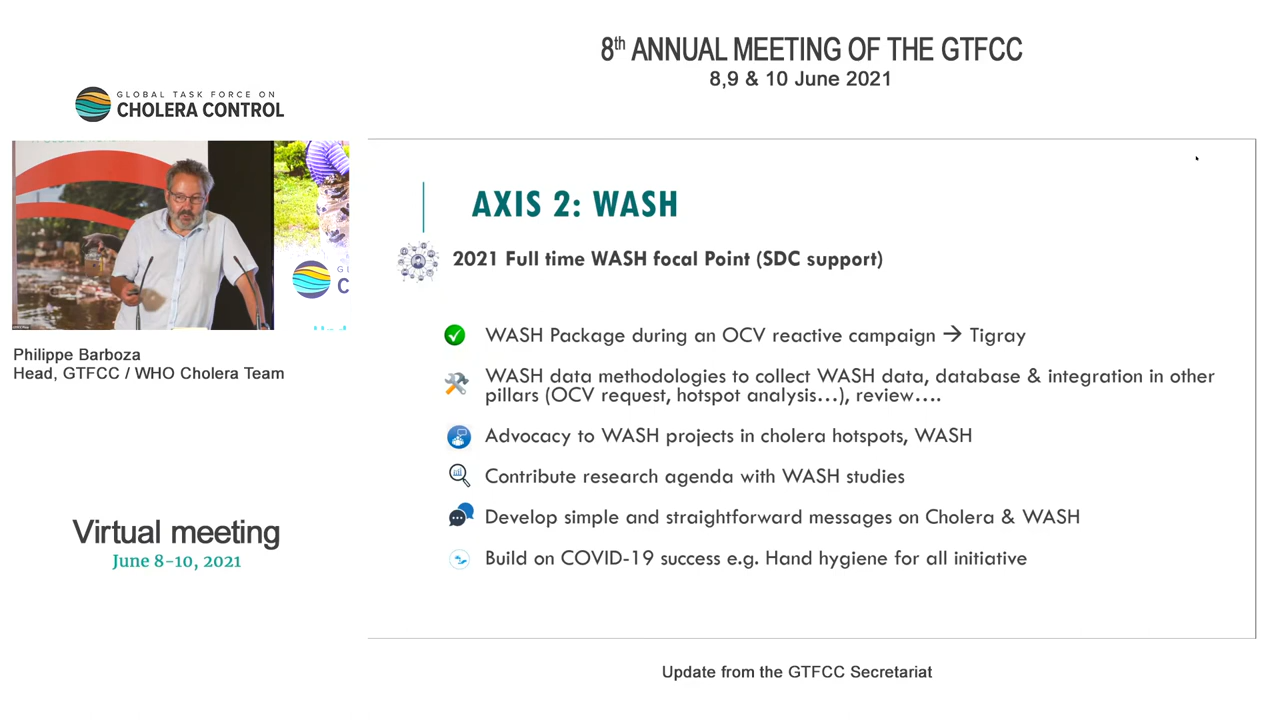 8th ANNUAL MEETING OF THE GTFCC
8,9 & 10 June 2021
GLOBAL TASK FORCE ON
CHOLERA CONTROL
Philippe Barboza
Head, GTFCC / WHO Cholera Team
Virtual meeting
June 8-10, 2021
AXIS 2: WASH
2021 Full time WASH focal Point (SDC support)
WASH Package during an OCV reactive campaign → Tigray
WASH data methodologies to collect WASH data, database & integration in other
pillars (OCV request, hotspot analysis…), review….
Advocacy to WASH projects in cholera hotspots, WASH
Contribute research agenda with WASH studies
Develop simple and straightforward messages on Cholera & WASH
Build on COVID-19 success e.g. Hand hygiene for all initiative
Update from the GTFCC Secretariat